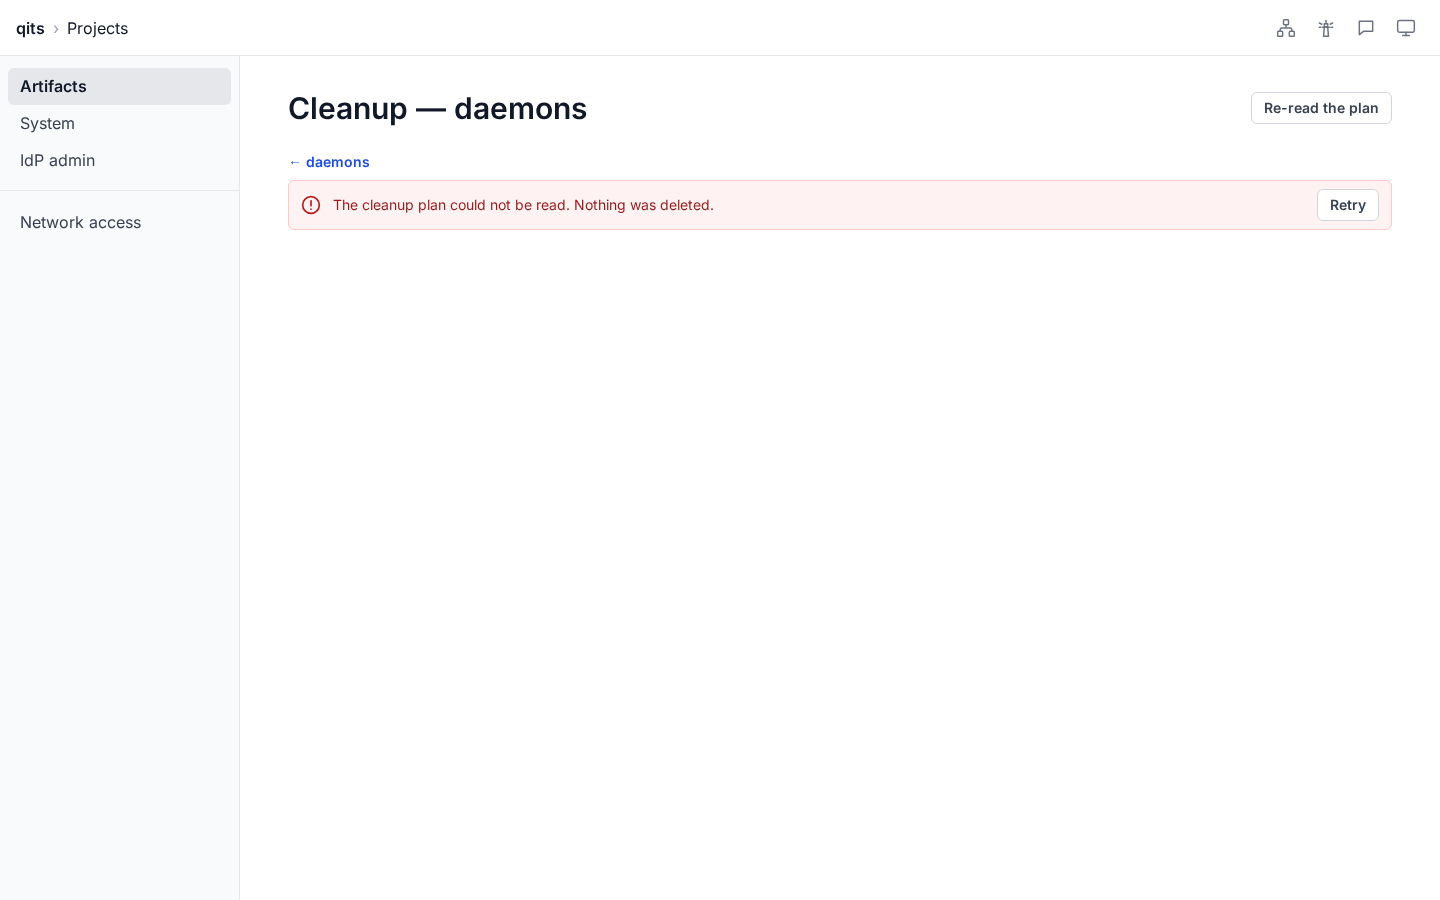 qits › Projects
Artifacts
System
IdP admin
Network access
Cleanup — daemons
Re-read the plan
← daemons
The cleanup plan could not be read. Nothing was deleted.
Retry